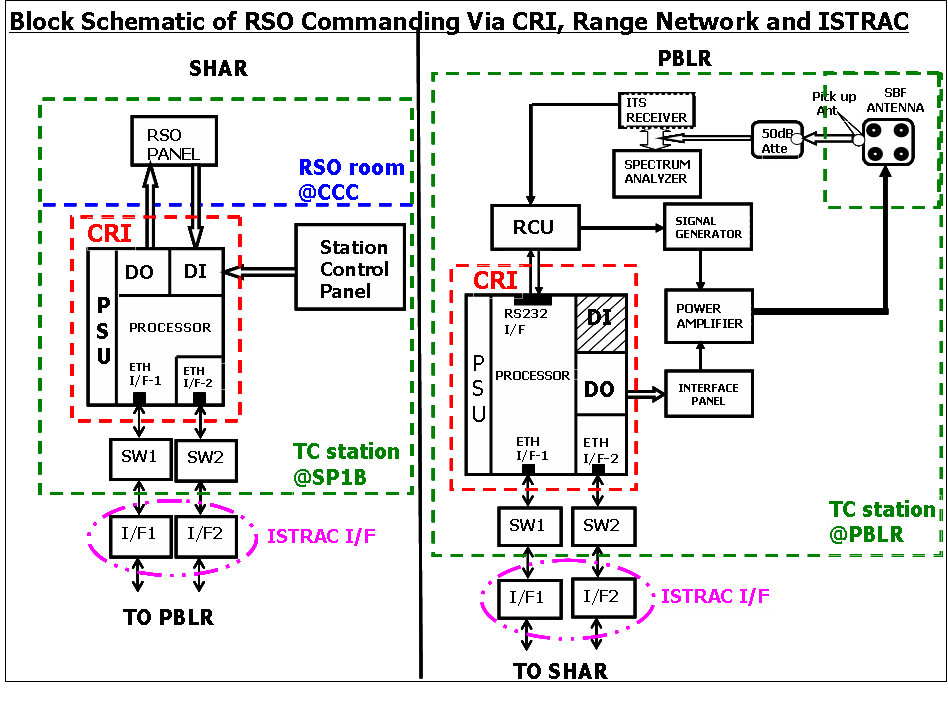 Block Schematic of RSO Commanding Via CRI, Range Network and ISTRAC
SHAR
RSO
PANEL
RSO room
@CCC
CRI
DO
DI
P
S
U
PROCESSOR
ETH
I/F-1
ETH
I/F-2
Station
Control
Panel
SW1
SW2
TC station
@SP1B
I/F1
I/F2
ISTRAC I/F
TO PBLR
PBLR
ITS
RECEIVER
SPECTRUM
ANALYZER
50dB
Atte
Pick up
Ant
SBF
ANTENNA
RCU
SIGNAL
GENERATOR
CRI
RS232
I/F
DI
P
S
U
PROCESSOR
DO
POWER
AMPLIFIER
INTERFACE
PANEL
ETH
I/F-1
ETH
I/F-2
SW1
SW2
TC station
@PBLR
I/F1
I/F2
ISTRAC I/F
TO SHAR